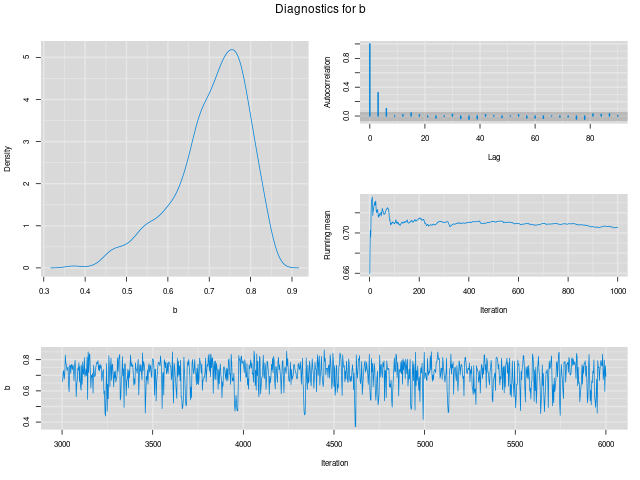 Diagnostics for b
Density
0
1
2
3
4
5
0.3 0.4 0.5 0.6 0.7 0.8 0.9
b
Autocorrelation
0.0 0.4 0.8
0 20 40 60 80
Lag
Running mean
0.66 0.70
0 200 400 600 800 1000
Iteration
b
0.4 0.6 0.8
3000 3500 4000 4500 5000 5500 6000
Iteration